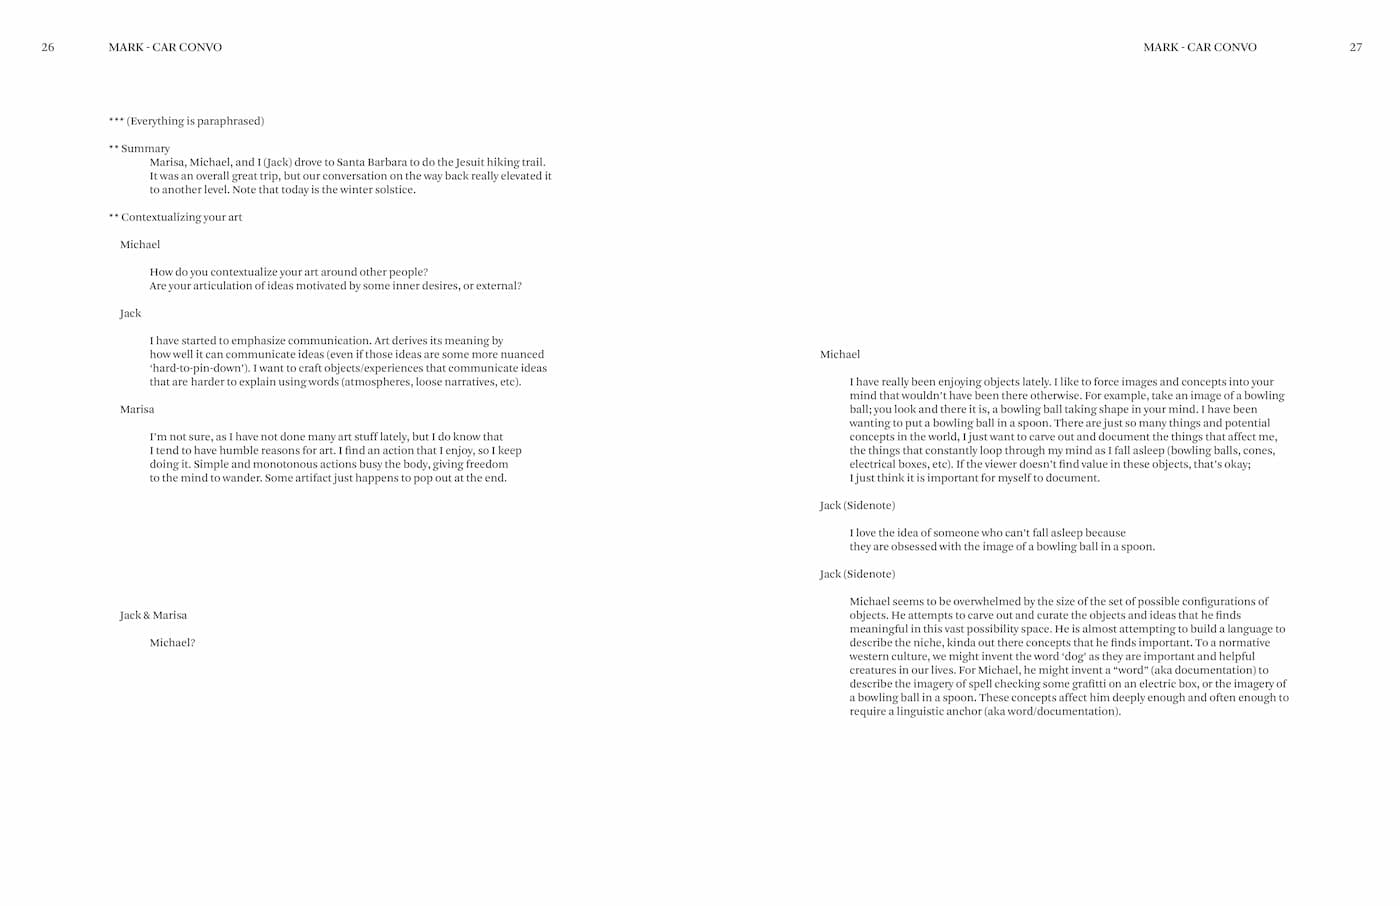 26
MARK - CAR CONVO
*** (Everything is paraphrased)
** Summary
Marisa, Michael, and I (Jack) drove to Santa Barbara to do the Jesuit hiking trail.
It was an overall great trip, but our conversation on the way back really elevated it
to another level. Note that today is the winter solstice.
** Contextualizing your art
Michael
How do you contextualize your art around other people?
Are your articulation of ideas motivated by some inner desires, or external?
Jack
I have started to emphasize communication. Art derives its meaning by
how well it can communicate ideas (even if those ideas are some more nuanced
‘hard-to-pin-down’). I want to craft objects/experiences that communicate ideas
that are harder to explain using words (atmospheres, loose narratives, etc).
Marisa
I’m not sure, as I have not done many art stuff lately, but I do know that
I tend to have humble reasons for art. I find an action that I enjoy, so I keep
doing it. Simple and monotonous actions busy the body, giving freedom
to the mind to wander. Some artifact just happens to pop out at the end.
Jack & Marisa
Michael?
MARK - CAR CONVO
27
Michael
I have really been enjoying objects lately. I like to force images and concepts into your
mind that wouldn’t have been there otherwise. For example, take an image of a bowling
ball; you look and there it is, a bowling ball taking shape in your mind. I have been
wanting to put a bowling ball in a spoon. There are just so many things and potential
concepts in the world, I just want to carve out and document the things that affect me,
the things that constantly loop through my mind as I fall asleep (bowling balls, cones,
electrical boxes, etc). If the viewer doesn’t find value in these objects, that’s okay;
I just think it is important for myself to document.
Jack (Sidenote)
I love the idea of someone who can’t fall asleep because
they are obsessed with the image of a bowling ball in a spoon.
Jack (Sidenote)
Michael seems to be overwhelmed by the size of the set of possible configurations of
objects. He attempts to carve out and curate the objects and ideas that he finds
meaningful in this vast possibility space. He is almost attempting to build a language to
describe the niche, kinda out there concepts that he finds important. To a normative
western culture, we might invent the word ‘dog’ as they are important and helpful
creatures in our lives. For Michael, he might invent a “word” (aka documentation) to
describe the imagery of spell checking some grafitti on an electric box, or the imagery of
a bowling ball in a spoon. These concepts affect him deeply enough and often enough to
require a linguistic anchor (aka word/documentation).